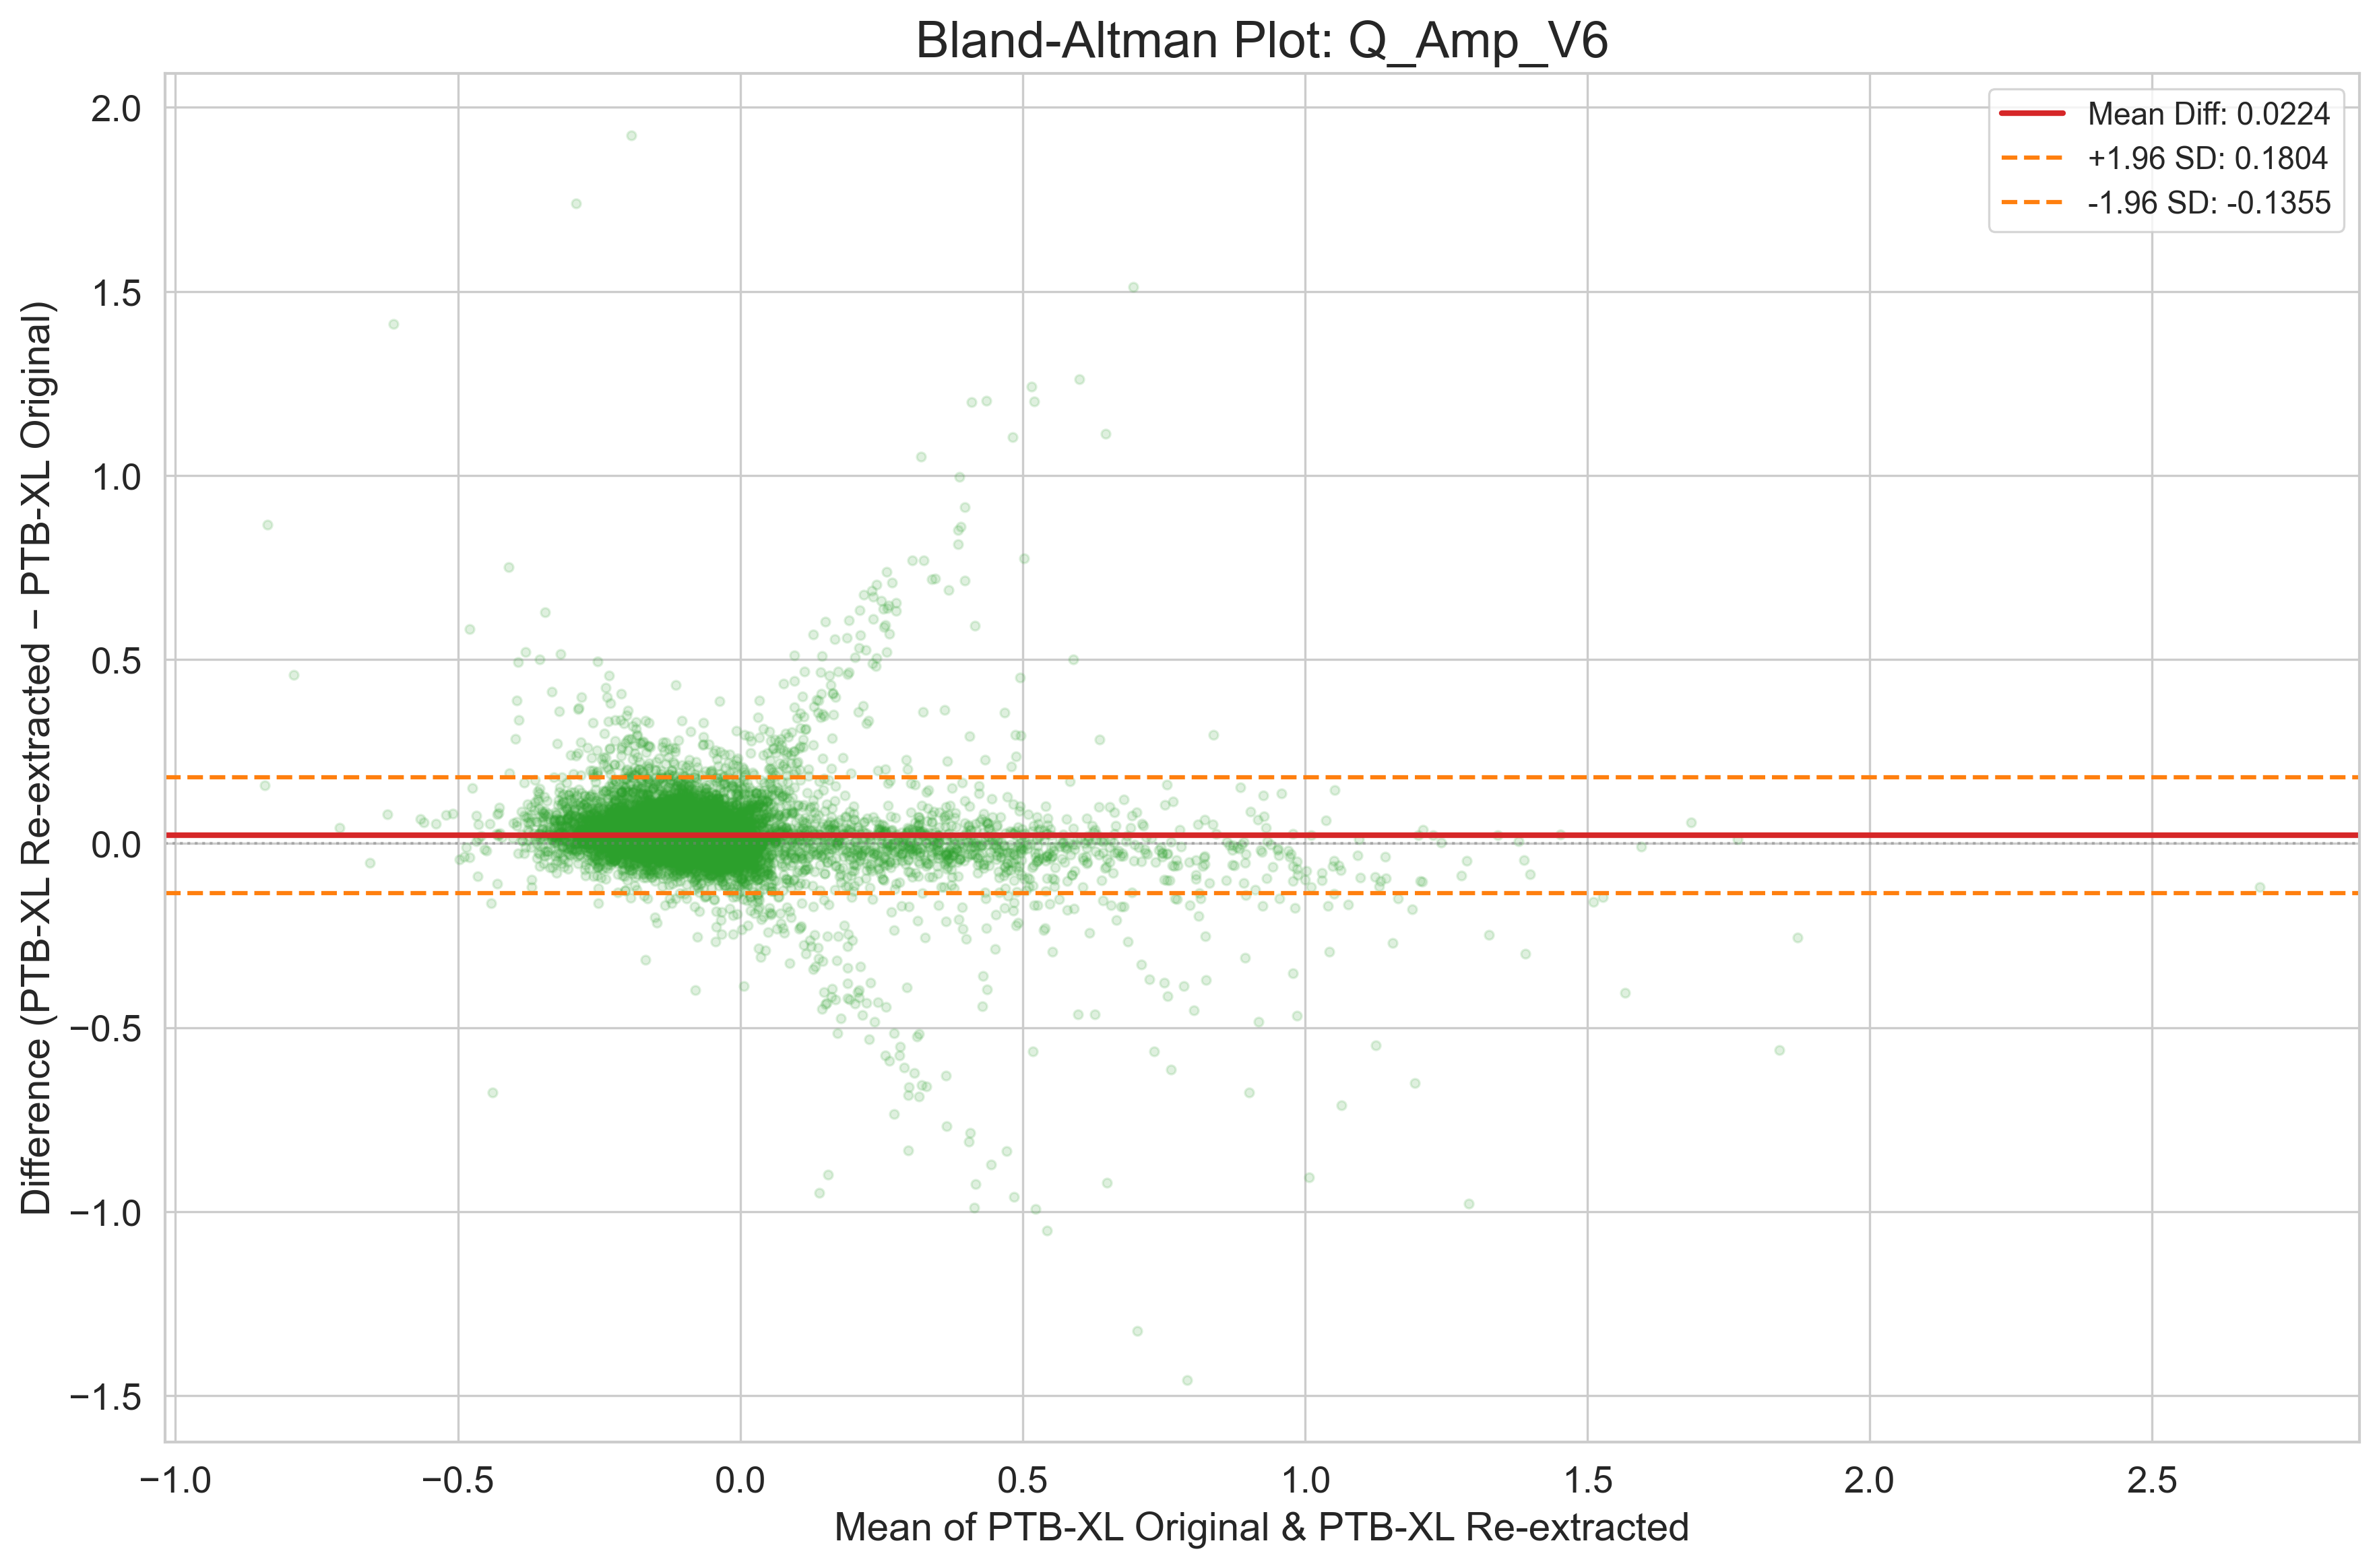 Bland-Altman Plot: Q_Amp_V6
Mean Diff: 0.0224
+1.96 SD: 0.1804
-1.96 SD: -0.1355
Difference (PTB-XL Re-extracted − PTB-XL Original)
2.0
1.5
1.0
0.5
0.0
−0.5
−1.0
−1.5
−1.0
−0.5
0.0
0.5
1.0
1.5
2.0
2.5
Mean of PTB-XL Original & PTB-XL Re-extracted